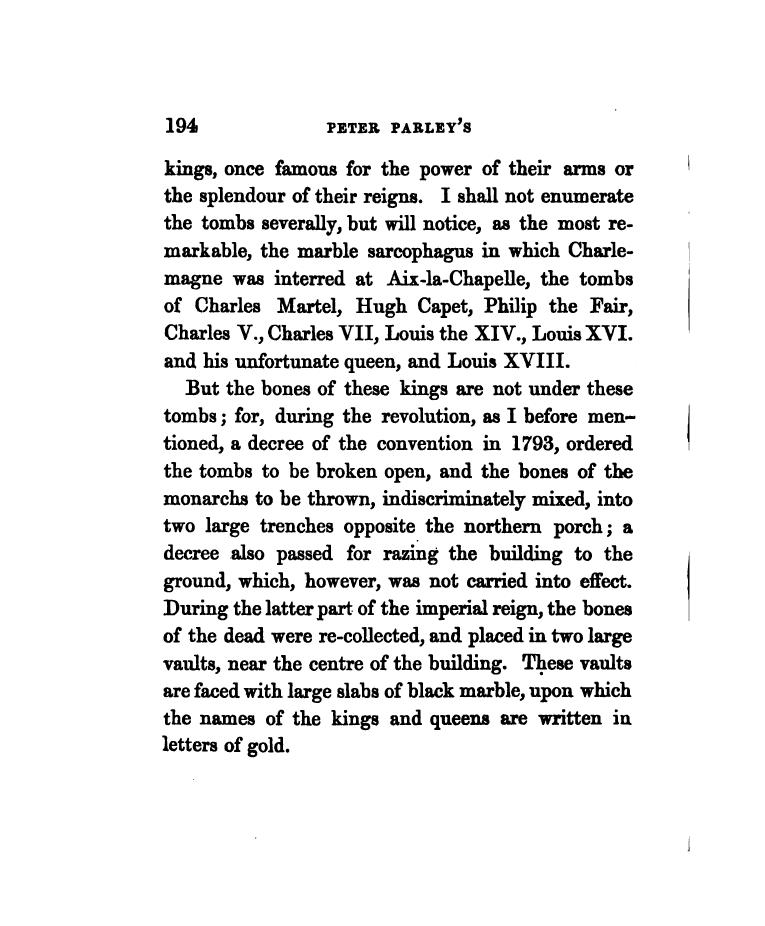 194 PETER PARLEY'S
kings, once famous for the power of their arms or
the splendour of their reigns. I shall not enumerate
the tombs severally, but will notice, as the most re-
markable, the marble sarcophagus in which Charle-
magne was interred at Aix-la-Chapelle, the tombs
of Charles Martel, Hugh Capet, Philip the Fair,
Charles V., Charles VII, Louis the XIV., Louis XVI.
and his unfortunate queen, and Louis XVIII.
But the bones of these kings are not under these
tombs; for, during the revolution, as I before men-
tioned, a decree of the convention in 1793, ordered
the tombs to be broken open, and the bones of the
monarchs to be thrown, indiscriminately mixed, into
two large trenches opposite the northern porch; a
decree also passed for razing the building to the
ground, which, however, was not carried into effect.
During the latter part of the imperial reign, the bones
of the dead were re-collected, and placed in two large
vaults, near the centre of the building. These vaults
are faced with large slabs of black marble, upon which
the names of the kings and queens are written in
letters of gold.